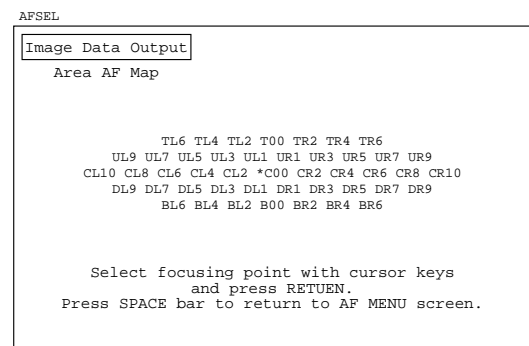 AFSEL
Image Data Output
Area AF Map
TL6 TL4 TL2 T00 TR2 TR4 TR6
UL9 UL7 UL5 UL3 UL1 UR1 UR3 UR5 UR7 UR9
CL10 CL8 CL6 CL4 CL2 *C00 CR2 CR4 CR6 CR8 CR10
DL9 DL7 DL5 DL3 DL1 DR1 DR3 DR5 DR7 DR9
BL6 BL4 BL2 B00 BR2 BR4 BR6
Select focusing point with cursor keys
and press RETUEN.
Press SPACE bar to return to AF MENU screen.